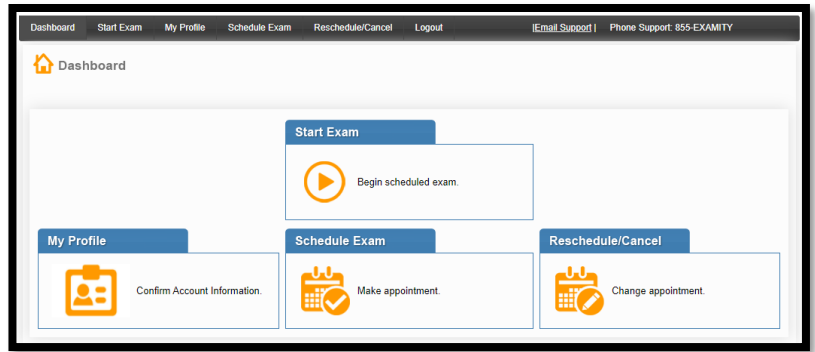 Dashboard Start Exam My Profile Schedule Exam Reschedule/Cancel Logout |Email Support | Phone Support: 855-EXAMITY
Dashboard
Start Exam
Begin scheduled exam.
My Profile
Confirm Account Information.
Schedule Exam
Make appointment.
Reschedule/Cancel
Change appointment.